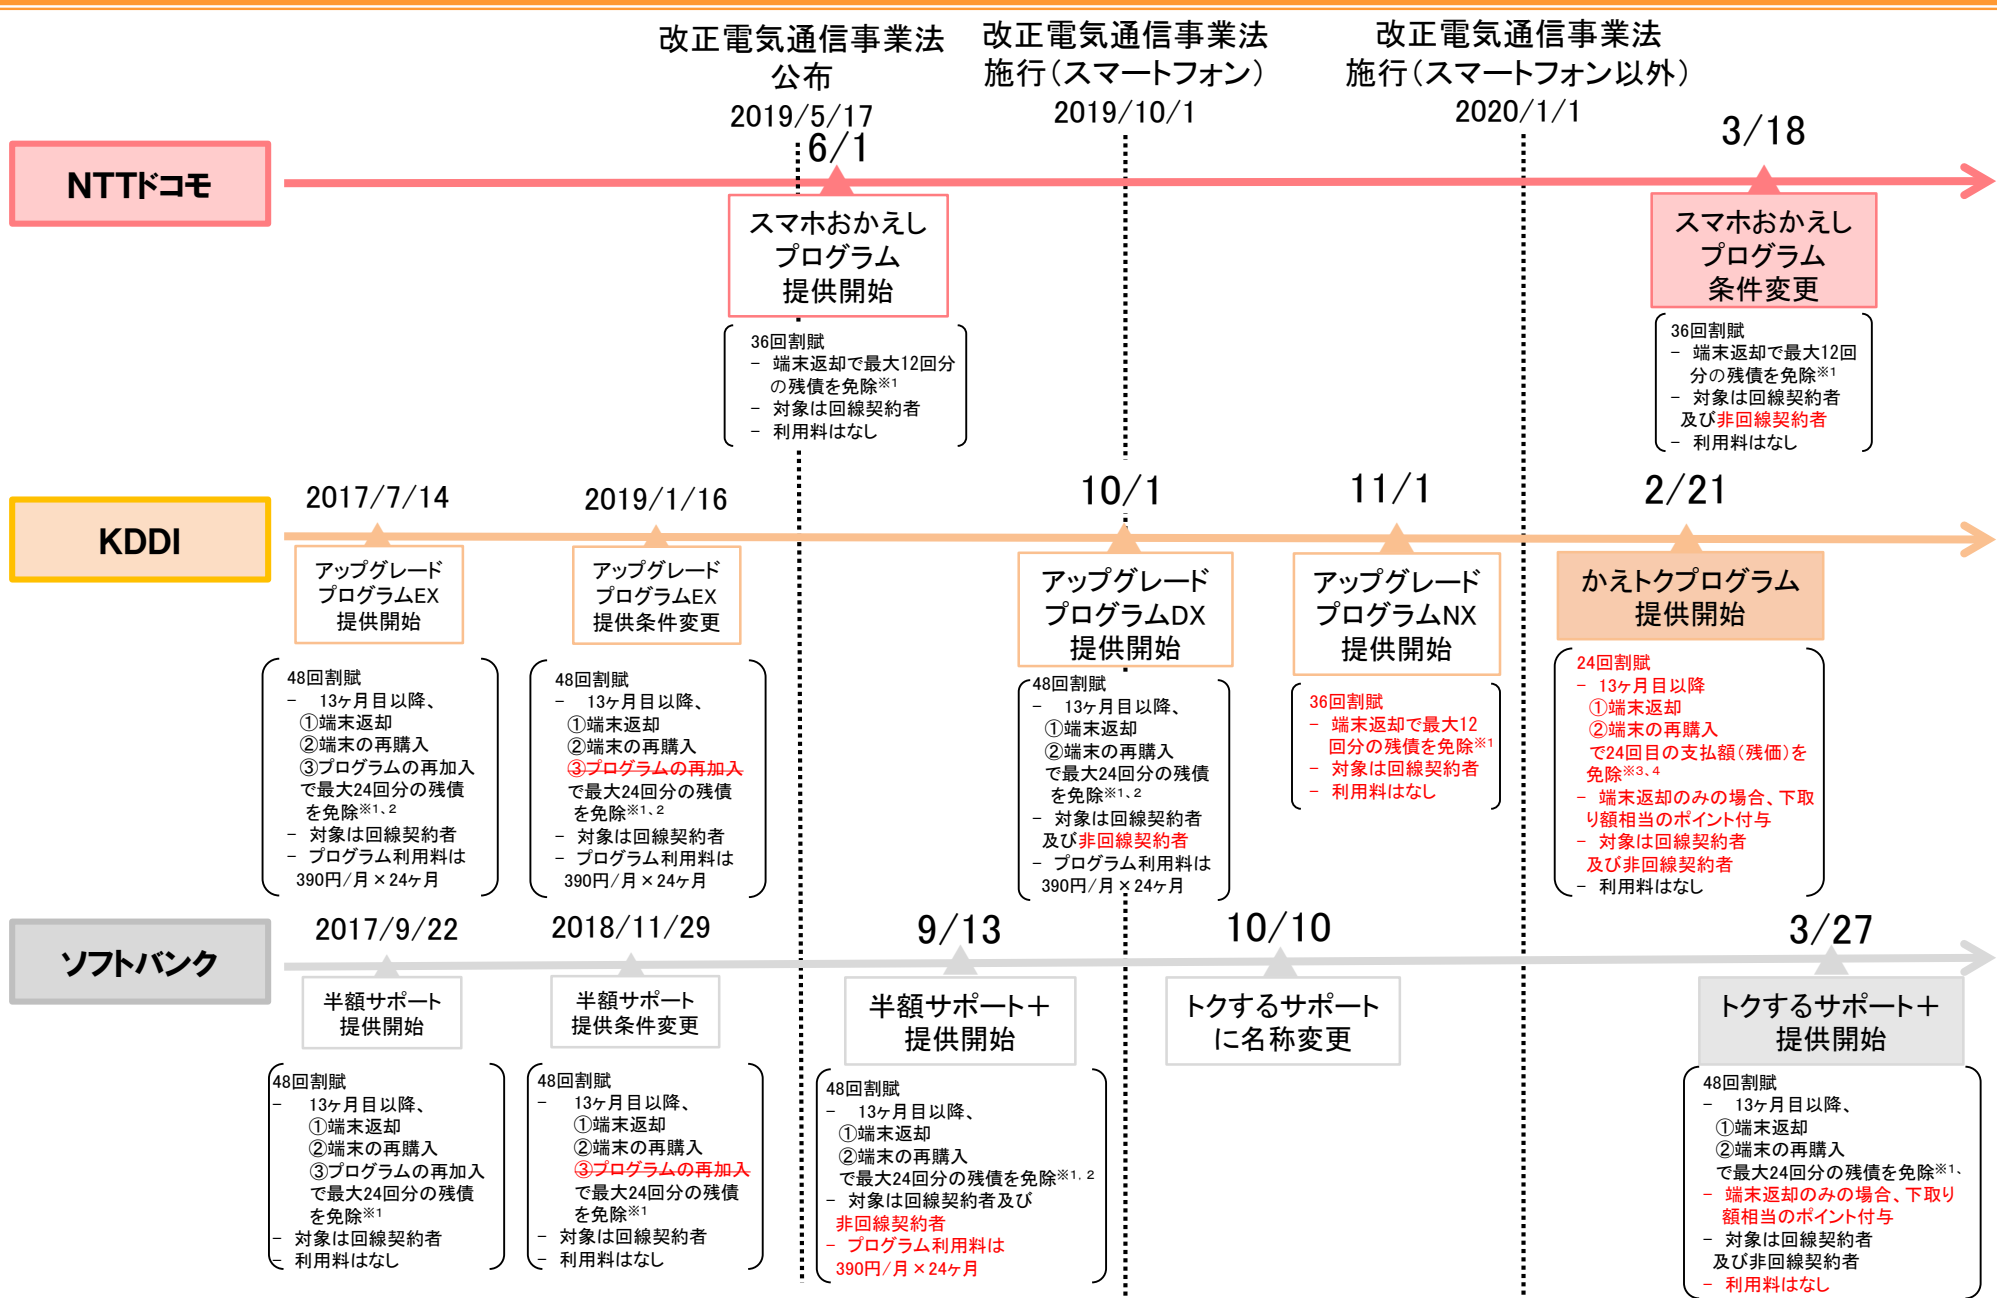 改正電気通信事業法
公布
2019/5/17
改正電気通信事業法
施行(スマートフォン)
2019/10/1
改正電気通信事業法
施行(スマートフォン以外)
2020/1/1
NTTドコモ
6/1
スマホおかえし
プログラム
提供開始
36回割賦
- 端末返却で最大12回分
の残債を免除※1
- 対象は回線契約者
- 利用料はなし
3/18
スマホおかえし
プログラム
条件変更
36回割賦
- 端末返却で最大12回
分の残債を免除※1
- 対象は回線契約者
及び非回線契約者
- 利用料はなし
KDDI
2017/7/14
アップグレード
プログラムEX
提供開始
48回割賦
- 13ヶ月目以降、
①端末返却
②端末の再購入
③プログラムの再加入
で最大24回分の残債
を免除※1、2
- 対象は回線契約者
- プログラム利用料は
390円/月×24ヶ月
2019/1/16
アップグレード
プログラムEX
提供条件変更
48回割賦
- 13ヶ月目以降、
①端末返却
②端末の再購入
③プログラムの再加入
で最大24回分の残債
を免除※1、2
- 対象は回線契約者
- プログラム利用料は
390円/月×24ヶ月
10/1
アップグレード
プログラムDX
提供開始
48回割賦
- 13ヶ月目以降、
①端末返却
②端末の再購入
で最大24回分の残債
を免除※1、2
- 対象は回線契約者
及び非回線契約者
- プログラム利用料は
390円/月×24ヶ月
11/1
アップグレード
プログラムNX
提供開始
36回割賦
- 端末返却で最大12
回分の残債を免除※1
- 対象は回線契約者
- 利用料はなし
2/21
かえトクプログラム
提供開始
24回割賦
- 13ヶ月目以降
①端末返却
②端末の再購入
で24回目の支払額(残価)を
免除※3、4
- 端末返却のみの場合、下取
り額相当のポイント付与
- 対象は回線契約者
及び非回線契約者
- 利用料はなし
ソフトバンク
2017/9/22
半額サポート
提供開始
48回割賦
- 13ヶ月目以降、
①端末返却
②端末の再購入
③プログラムの再加入
で最大24回分の残債
を免除※1
- 対象は回線契約者
- 利用料はなし
2018/11/29
半額サポート
提供条件変更
48回割賦
- 13ヶ月目以降、
①端末返却
②端末の再購入
③プログラムの再加入
で最大24回分の残債
を免除※1
- 対象は回線契約者
- 利用料はなし
9/13
半額サポート＋
提供開始
48回割賦
- 13ヶ月目以降、
①端末返却
②端末の再購入
で最大24回分の残債を免除※1,2
- 対象は回線契約者及び
非回線契約者
- プログラム利用料は
390円/月×24ヶ月
10/10
トクするサポート
に名称変更
3/27
トクするサポート＋
提供開始
48回割賦
- 13ヶ月目以降、
①端末返却
②端末の再購入
で最大24回分の残債を免除※1、
- 端末返却のみの場合、下取り
額相当のポイント付与
- 対象は回線契約者
及び非回線契約者
- 利用料はなし